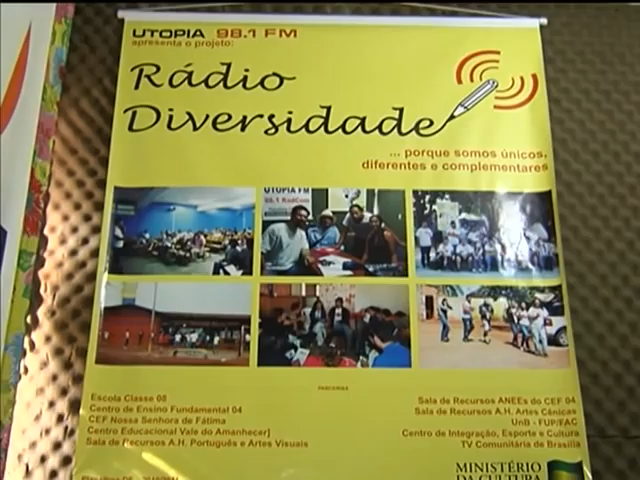 UTOPIA 98.1 FM
apresenta o projeto:
Rádio
Diversidade
... porque somos únicos,
diferentes e complementares
UTOPIA FM
98.1 RadCom
PARCERIA
Escola Classe 08
Centro de Ensino Fundamental 04
CEF Nossa Senhora de Fátima
Centro Educacional Vale do Amanhecer]
Sala de Recursos A.H. Português e Artes Visuais
Sala de Recursos ANEEs do CEF 04
Sala de Recursos A.H. Artes Cênicas
UnB - FUP/FAC
Centro de Integração, Esporte e Cultura
TV Comunitária de Brasília
MINISTÉRIO
DA CULTURA